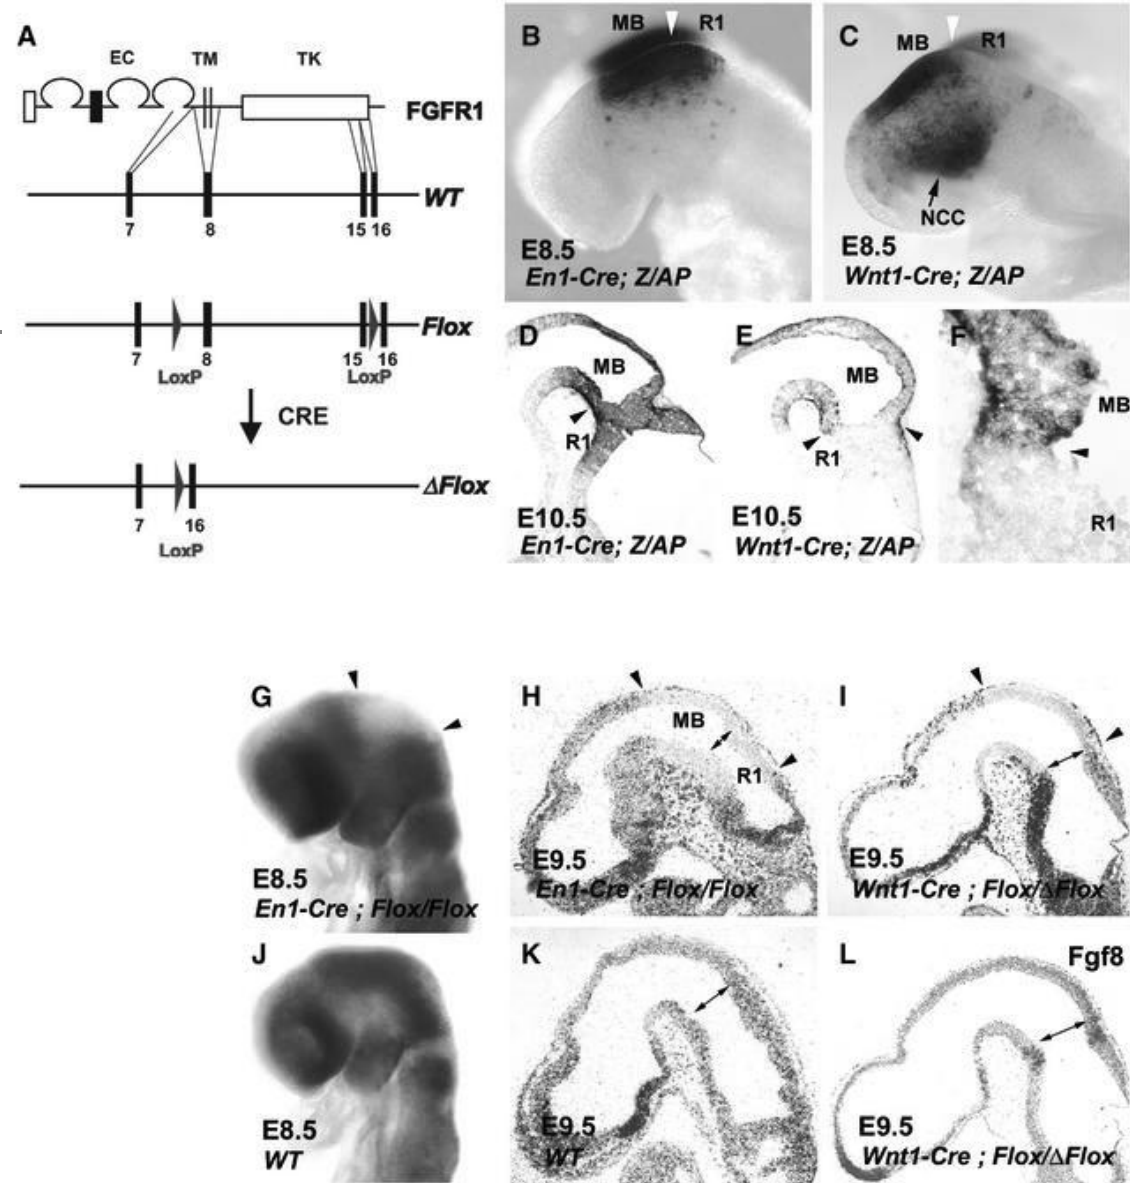 A
EC TM TK
FGFR1
WT
7 8 15 16
Flox
7 8 15 16
LoxP LoxP
CRE
ΔFlox
7 16
LoxP
B
MB R1
E8.5
En1-Cre; Z/AP
C
MB R1
NCC
E8.5
Wnt1-Cre; Z/AP
D
MB
R1
E10.5
En1-Cre; Z/AP
E
MB
R1
E10.5
Wnt1-Cre; Z/AP
F
MB
R1
G
E8.5
En1-Cre ; Flox/Flox
H
MB
R1
E9.5
En1-Cre ; Flox/Flox
I
E9.5
Wnt1-Cre ; Flox/ΔFlox
J
E8.5
WT
K
E9.5
WT
L
Fgf8
E9.5
Wnt1-Cre ; Flox/ΔFlox